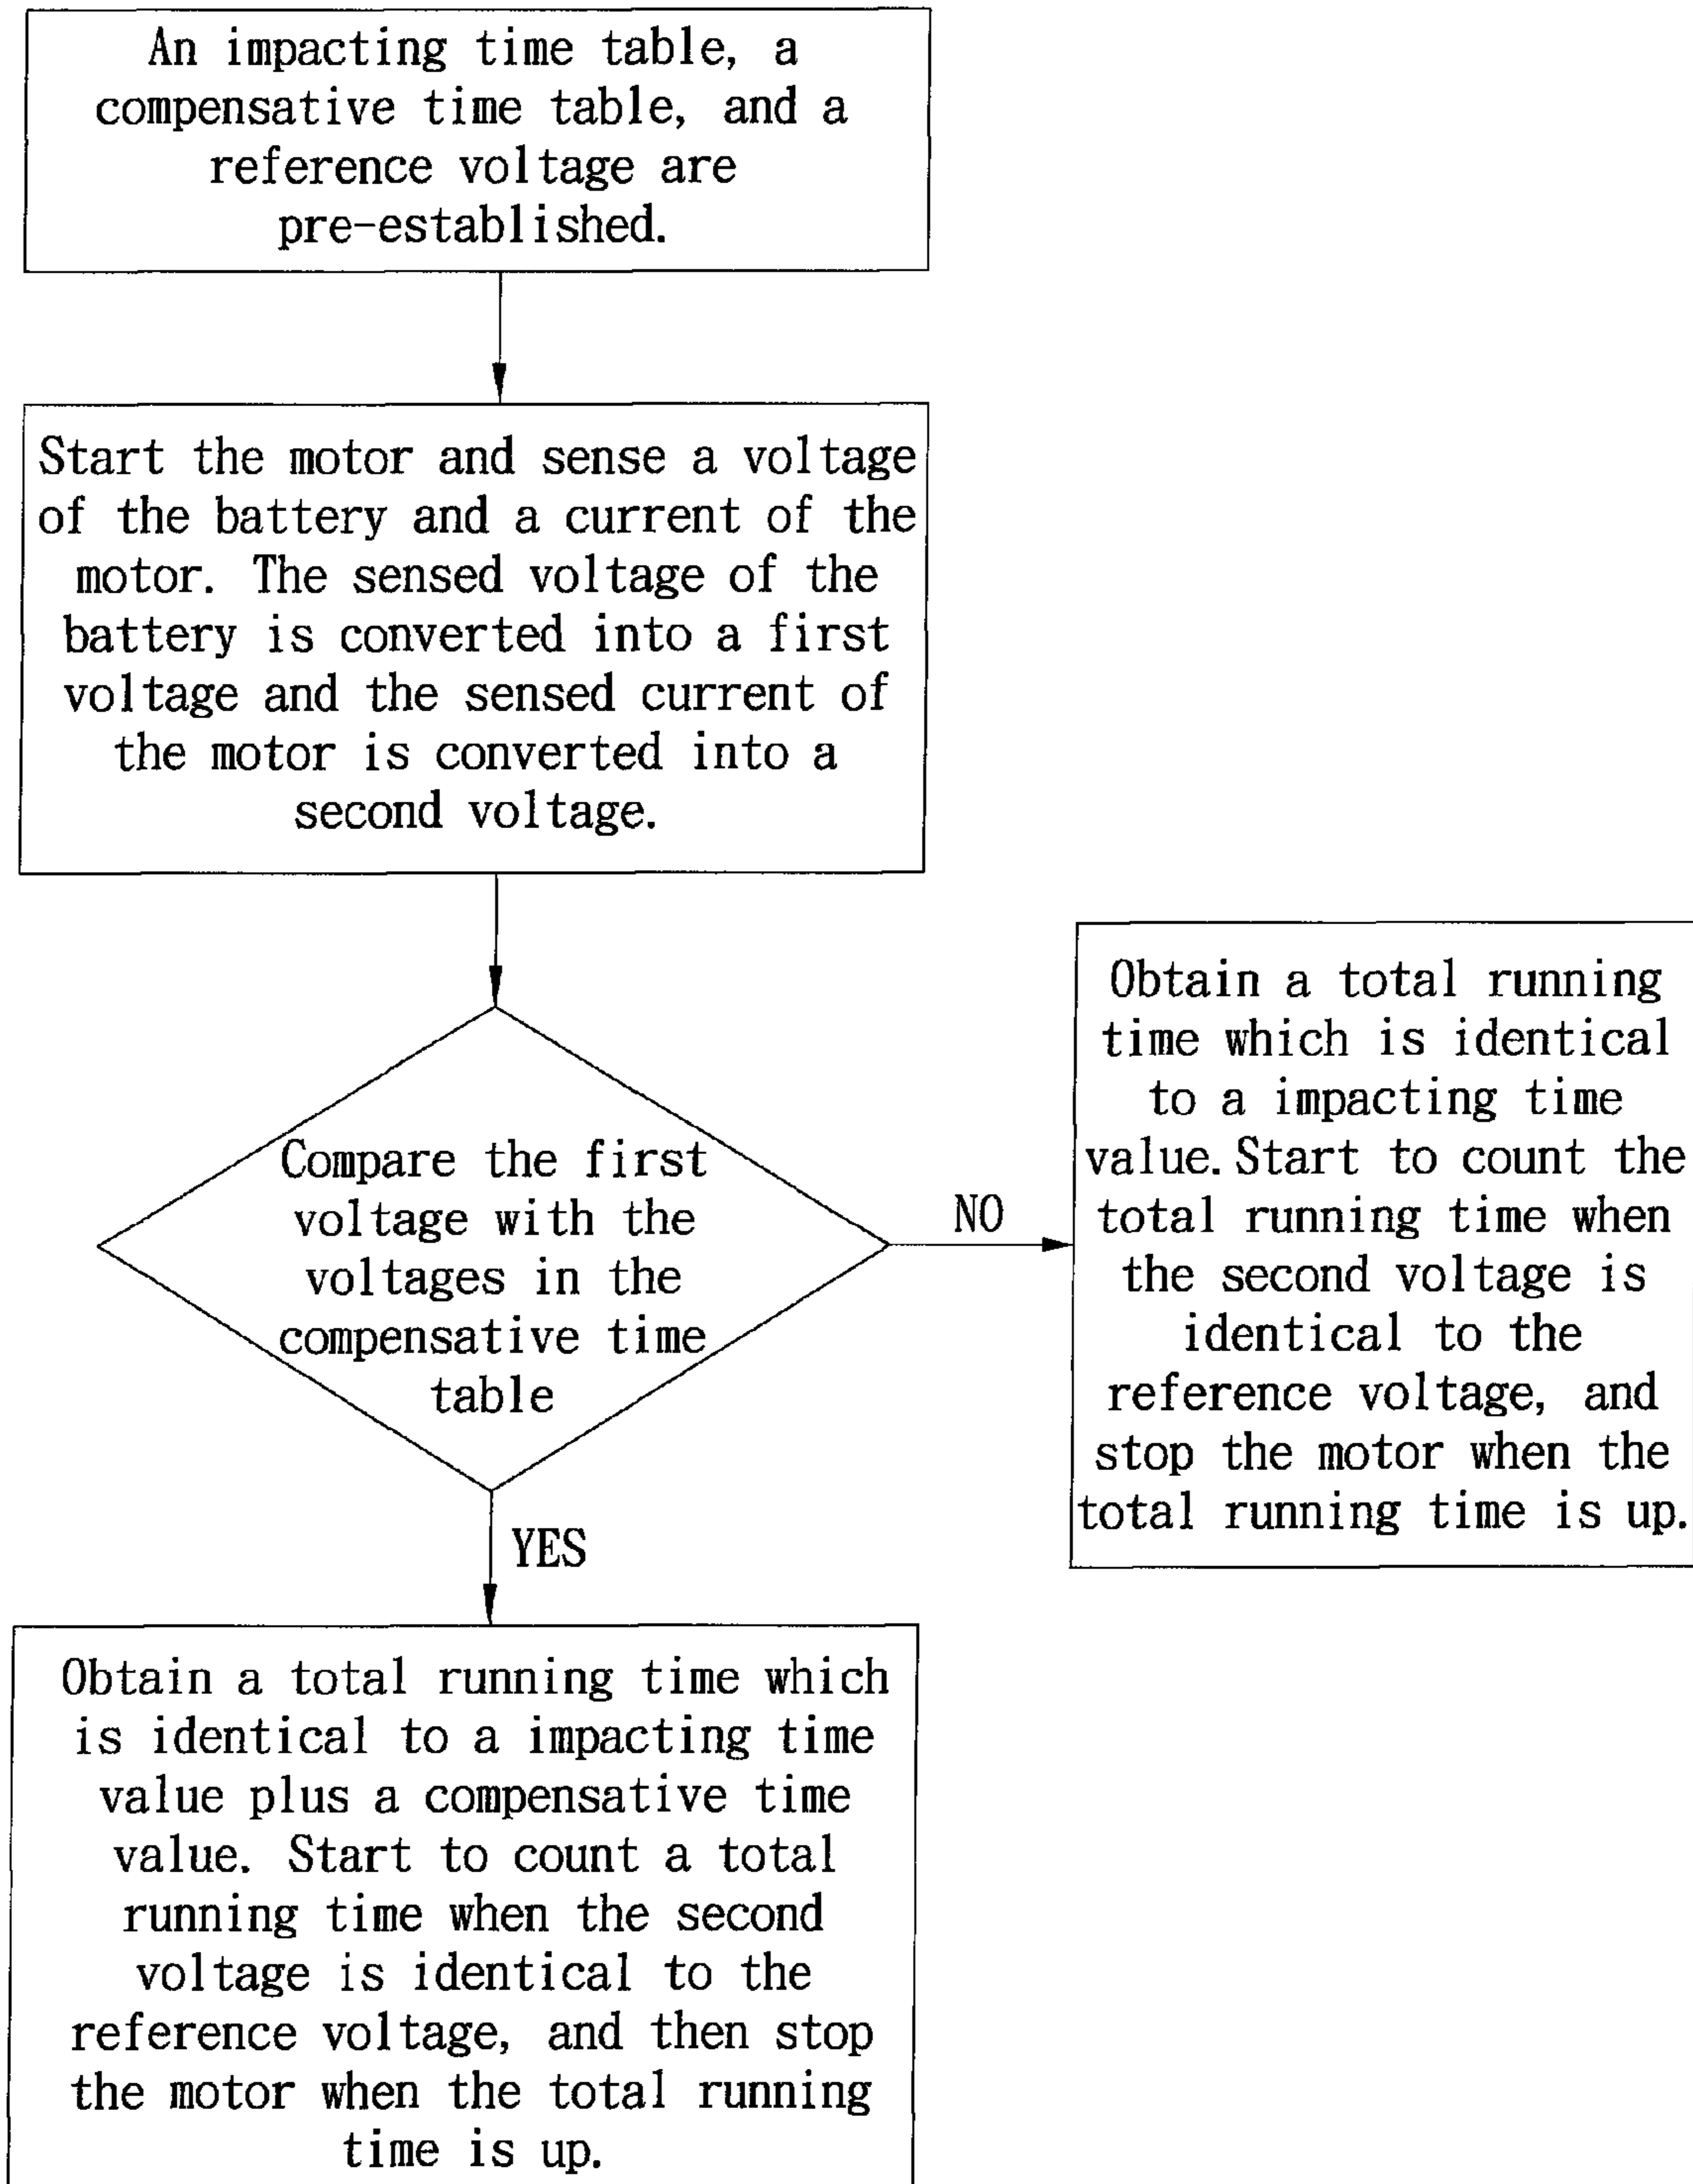 An impacting time table, a
compensative time table, and a
reference voltage are
pre-established.
Start the motor and sense a voltage
of the battery and a current of the
motor. The sensed voltage of the
battery is converted into a first
voltage and the sensed current of
the motor is converted into a
second voltage.
Compare the first
voltage with the
voltages in the
compensative time
table
NO
Obtain a total running
time which is identical
to a impacting time
value. Start to count the
total running time when
the second voltage is
identical to the
reference voltage, and
stop the motor when the
total running time is up.
YES
Obtain a total running time which
is identical to a impacting time
value plus a compensative time
value. Start to count a total
running time when the second
voltage is identical to the
reference voltage, and then stop
the motor when the total running
time is up.